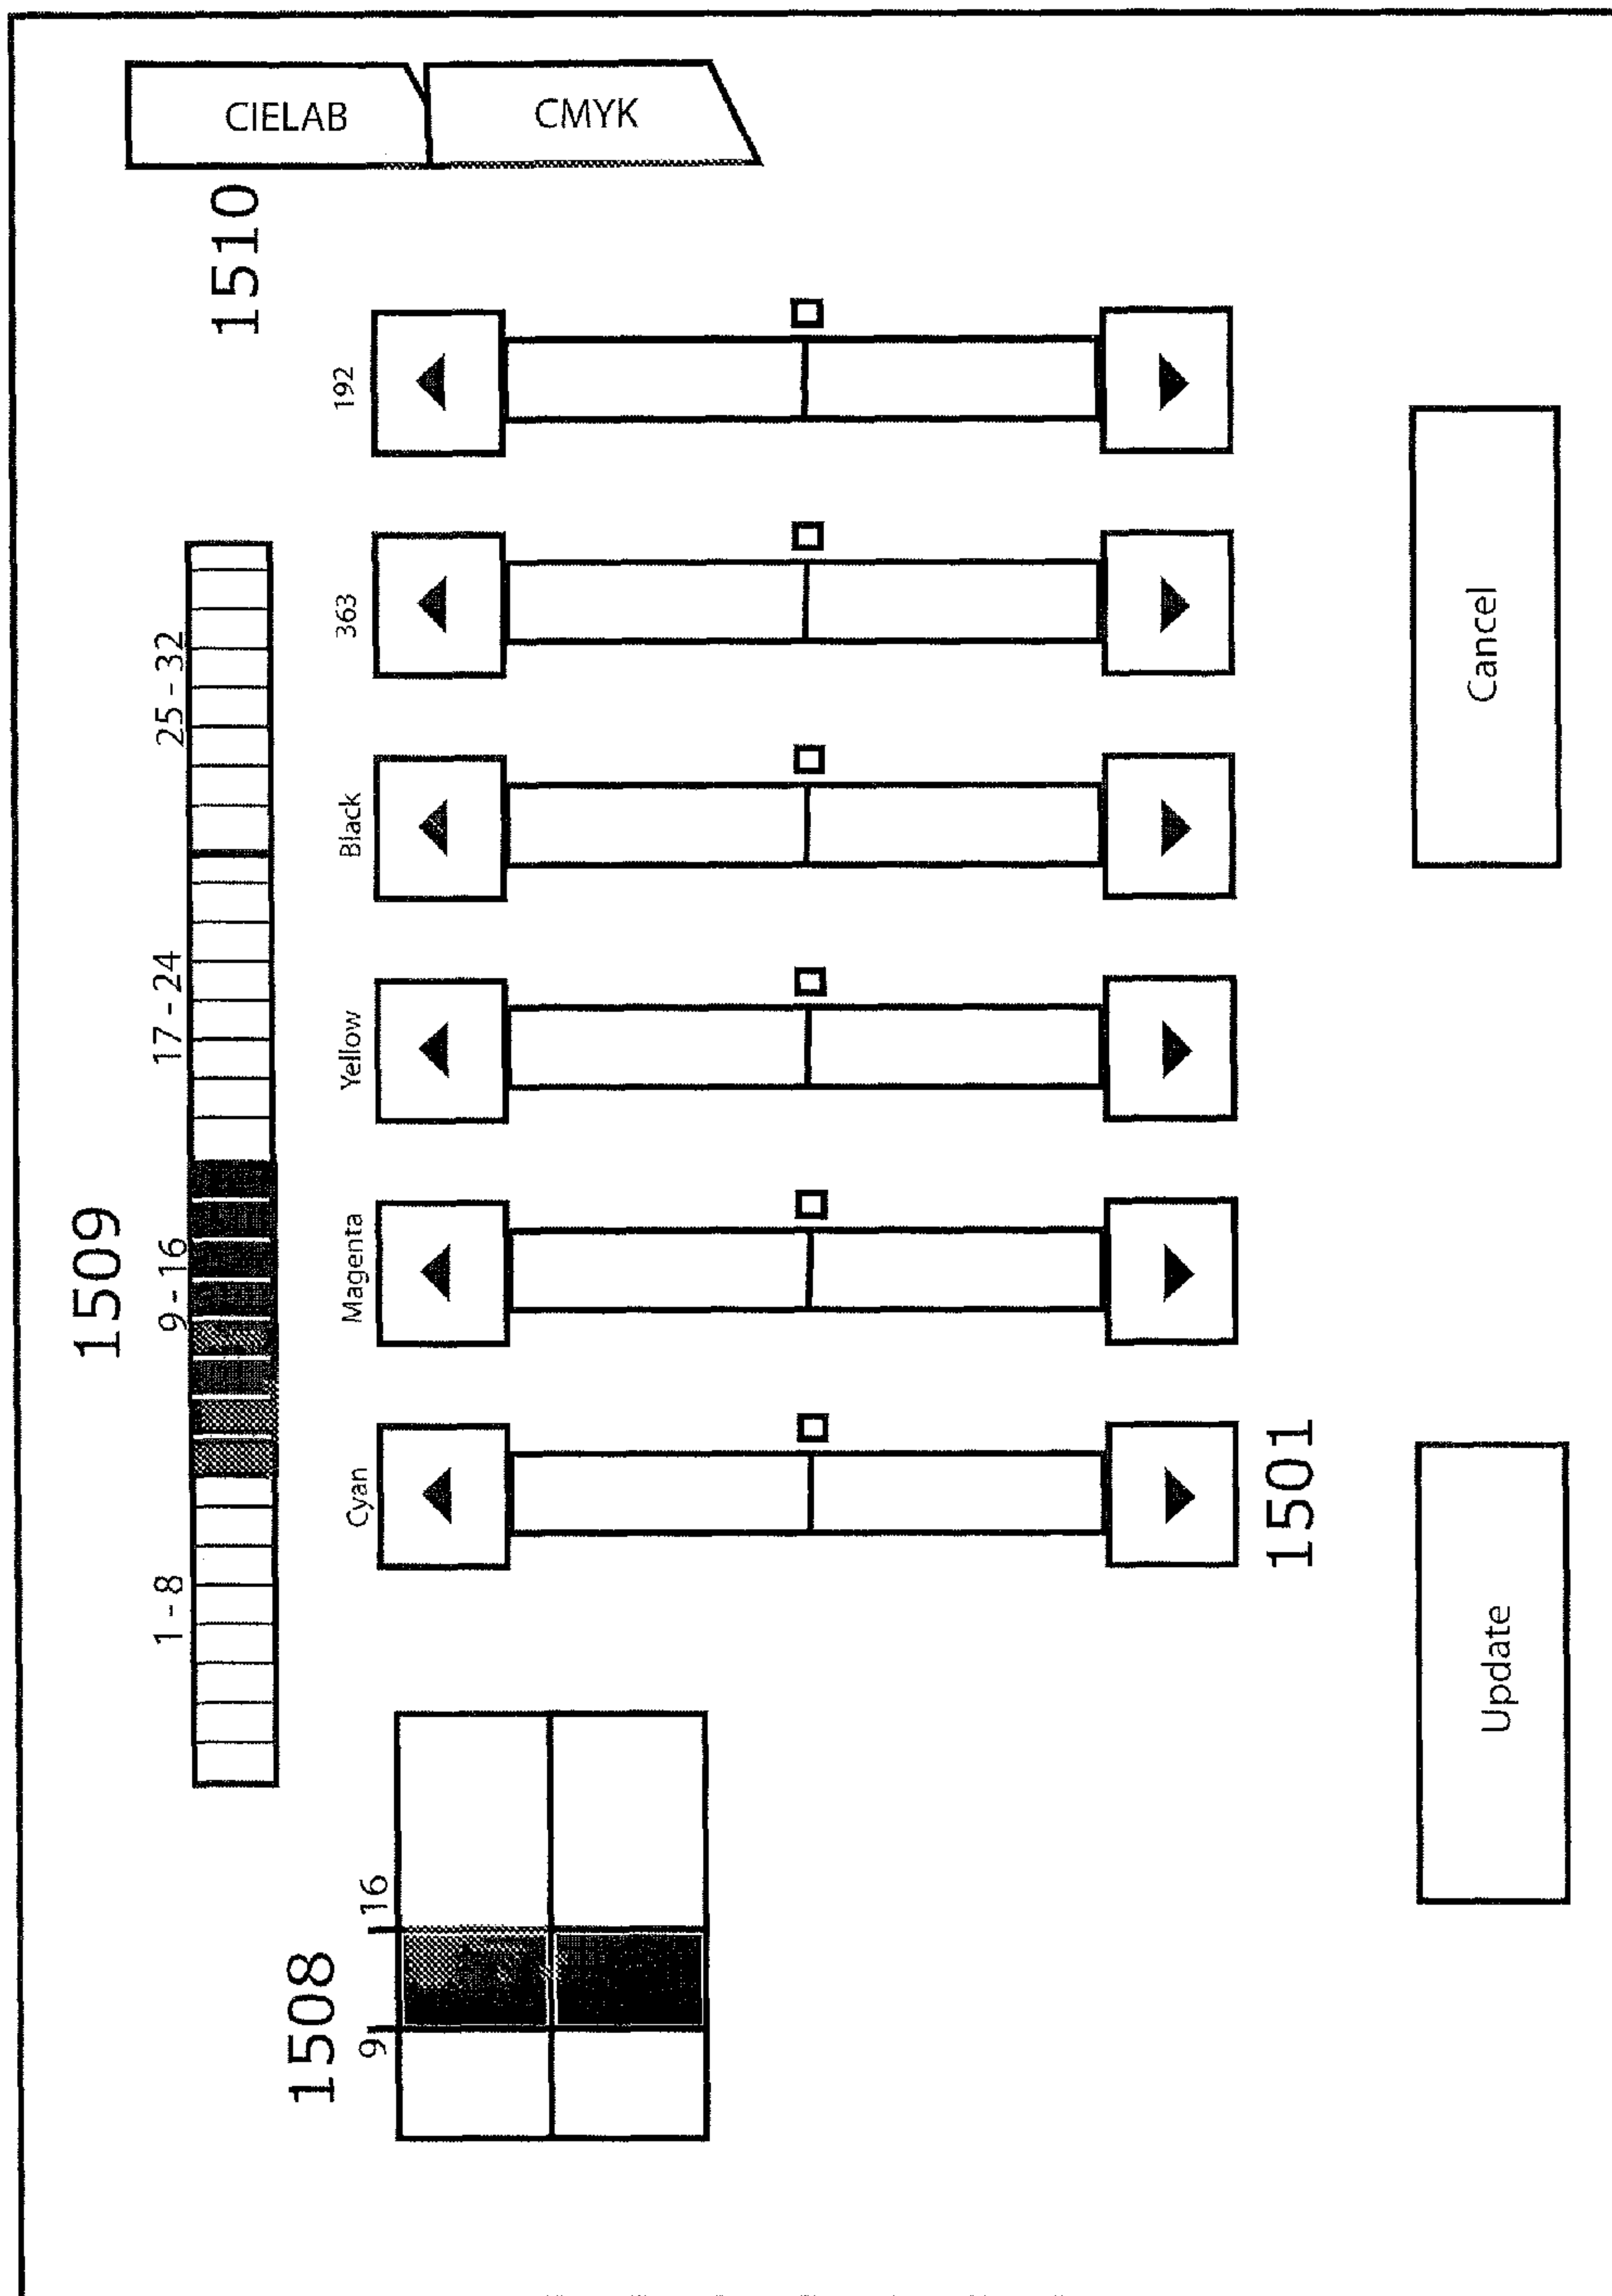 1509
1 - 8
9 - 16
17 - 24
25 - 32
1510
CIELAB
CMYK
1508
9
16
Cyan
Magenta
Yellow
Black
363
192
1501
Update
Cancel